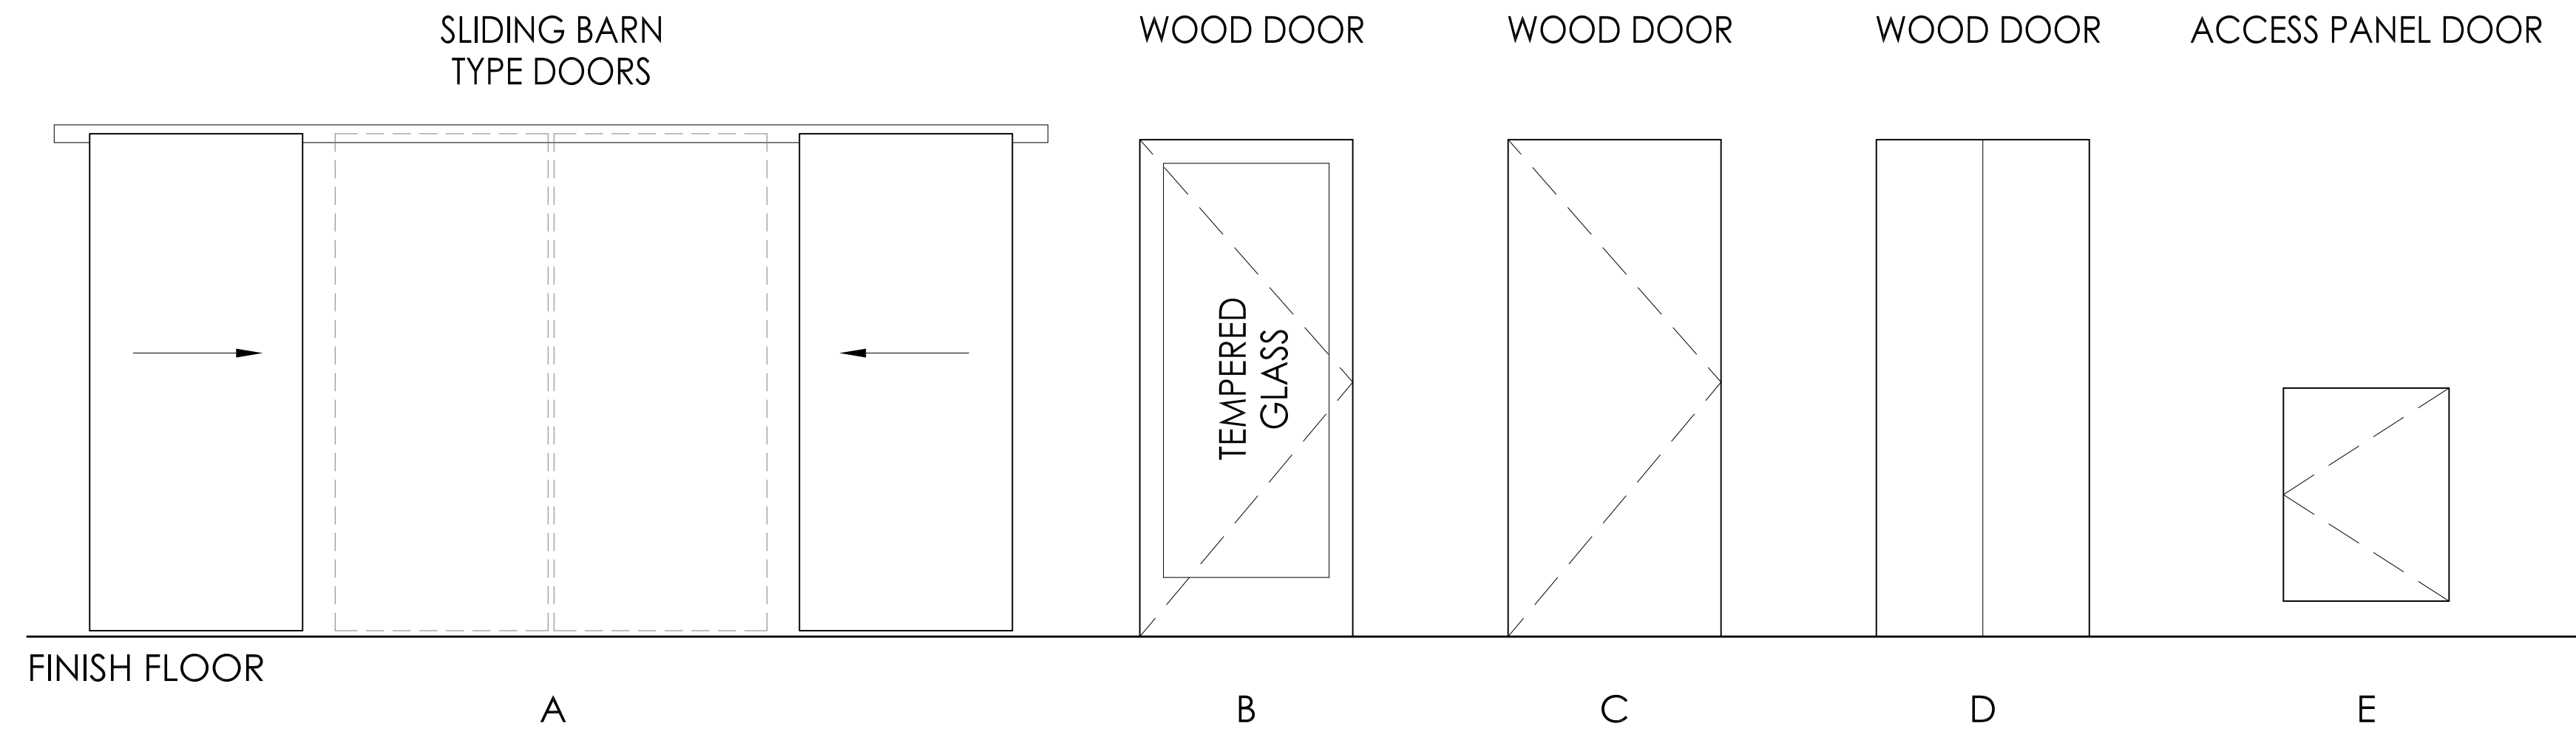 SLIDING BARN
TYPE DOORS
WOOD DOOR
WOOD DOOR
WOOD DOOR
ACCESS PANEL DOOR
TEMPERED
GLASS
FINISH FLOOR
A
B
C
D
E